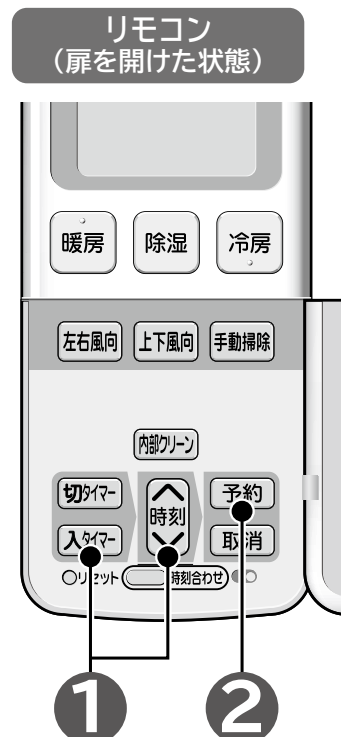 リモコン
（扉を開けた状態）
暖房 除湿 冷房
左右風向 上下風向 手動掃除
内部クリーン
切タイマー 時刻 予約
入タイマー 取消
リセット 時刻合わせ
1 2